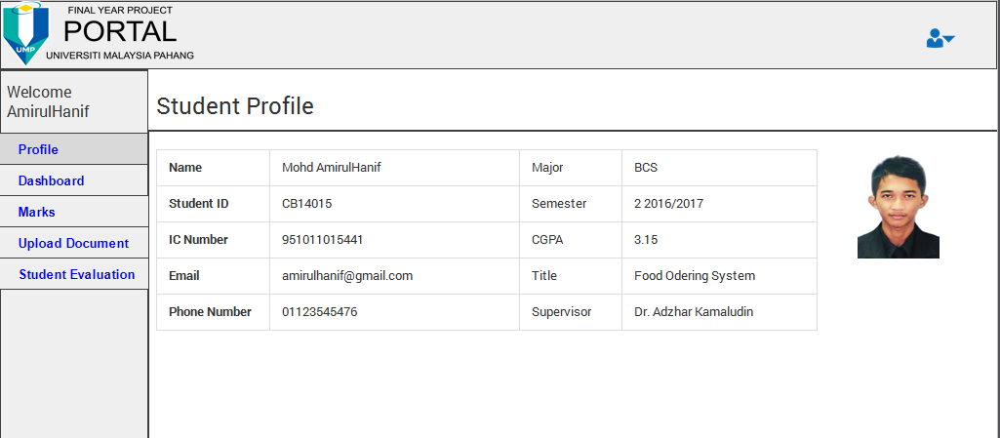 FINAL YEAR PROJECT
PORTAL
UMP
UNIVERSITI MALAYSIA PAHANG
Welcome
AmirulHanif
Profile
Dashboard
Marks
Upload Document
Student Evaluation
Student Profile
Name Mohd AmirulHanif Major BCS
Student ID CB14015 Semester 2 2016/2017
IC Number 951011015441 CGPA 3.15
Email amirulhanif@gmail.com Title Food Odering System
Phone Number 01123545476 Supervisor Dr. Adzhar Kamaludin